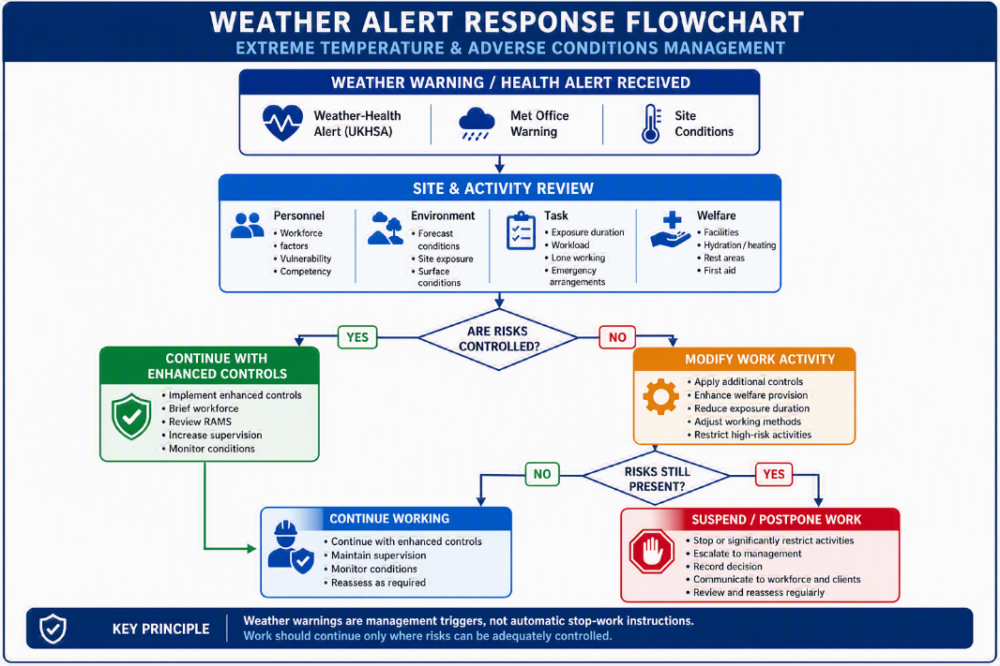 WEATHER ALERT RESPONSE FLOWCHART
EXTREME TEMPERATURE & ADVERSE CONDITIONS MANAGEMENT
WEATHER WARNING / HEALTH ALERT RECEIVED
Weather-Health
Alert (UKHSA)
Met Office
Warning
Site
Conditions
SITE & ACTIVITY REVIEW
Personnel
• Workforce
• factors
• Vulnerability
• Competency
Environment
• Forecast
conditions
• Site exposure
• Surface
conditions
Task
• Exposure duration
• Workload
• Lone working
• Emergency
arrangements
Welfare
• Facilities
• Hydration/heating
• Rest areas
• First aid
ARE RISKS
CONTROLLED?
YES
NO
CONTINUE WITH
ENHANCED CONTROLS
• Implement enhanced controls
• Brief workforce
• Review RAMS
• Increase supervision
• Monitor conditions
MODIFY WORK ACTIVITY
• Apply additional controls
• Enhance welfare provision
• Reduce exposure duration
• Adjust working methods
• Restrict high-risk activities
RISKS STILL
PRESENT?
NO
YES
CONTINUE WORKING
• Continue with enhanced controls
• Maintain supervision
• Monitor conditions
• Reassess as required
SUSPEND / POSTPONE WORK
• Stop or significantly restrict activities
• Escalate to management
• Record decision
• Communicate to workforce and clients
• Review and reassess regularly
KEY PRINCIPLE
Weather warnings are management triggers, not automatic stop-work instructions.
Work should continue only where risks can be adequately controlled.